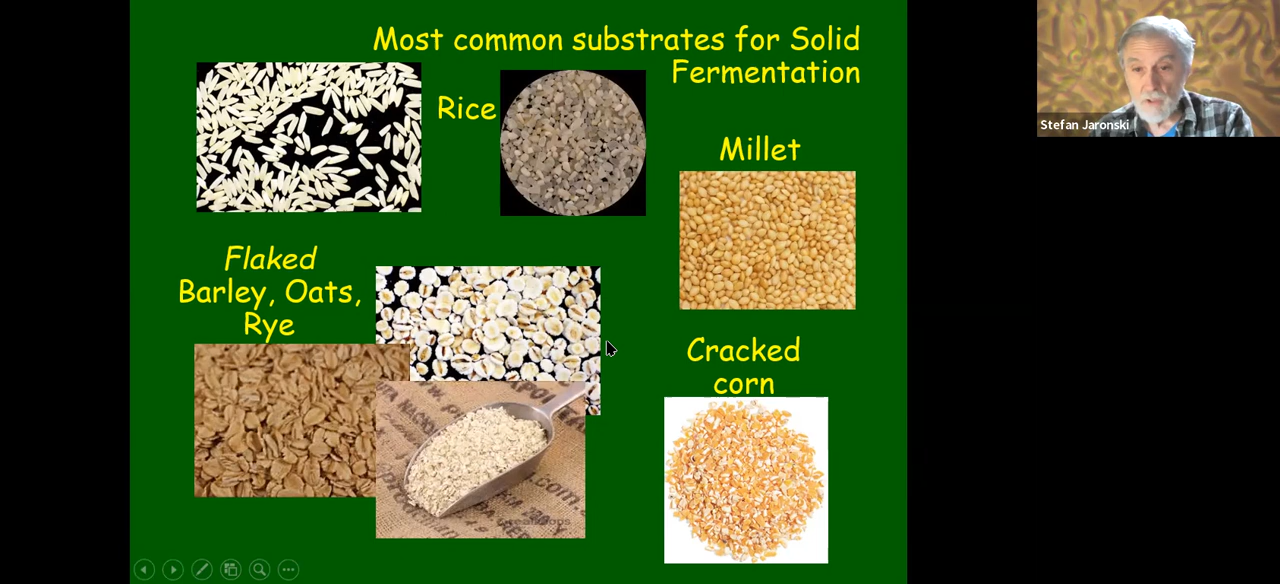 Most common substrates for Solid
Fermentation
Rice
Millet
Flaked
Barley, Oats,
Rye
Cracked
corn
Stefan Jaronski